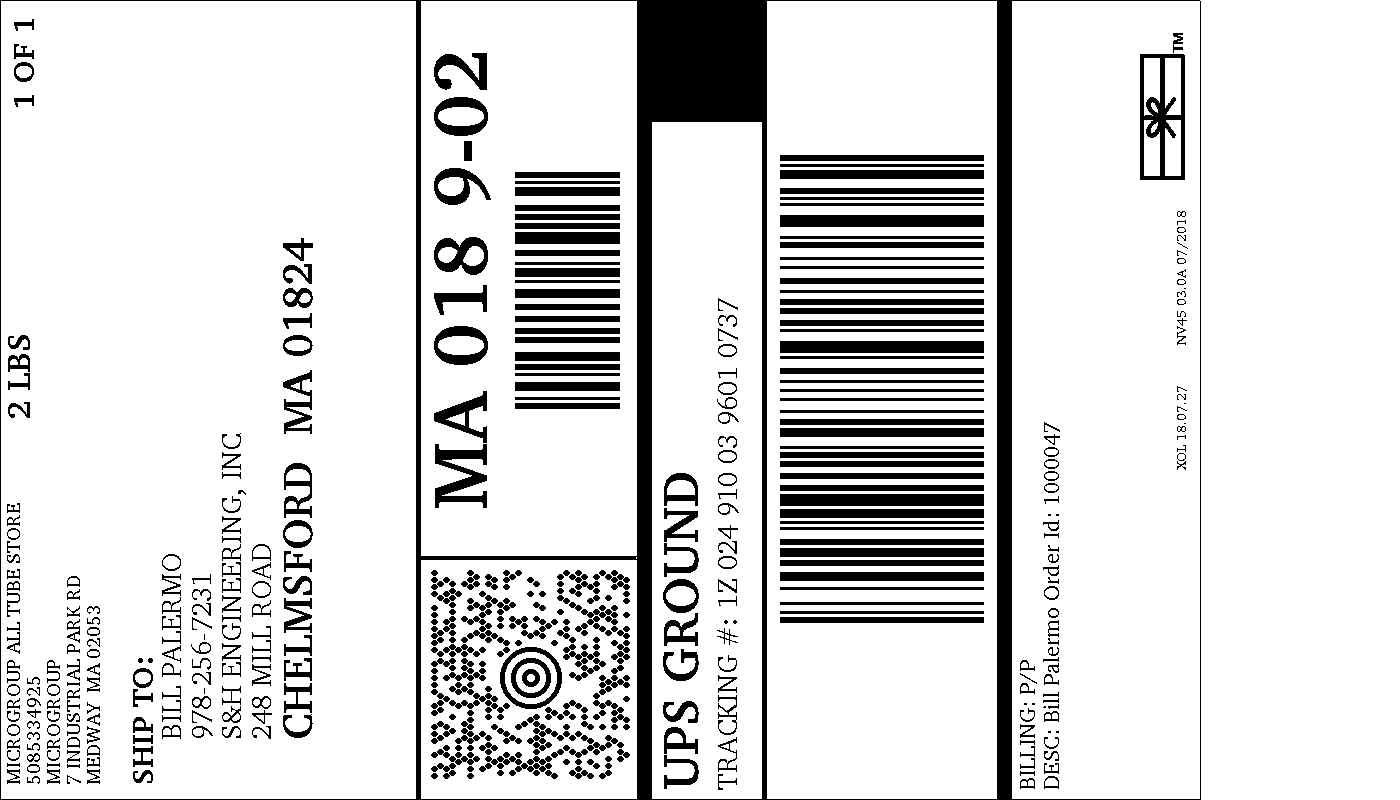 MICROGROUP ALL TUBE STORE
5085334925
MICROGROUP
7 INDUSTRIAL PARK RD
MEDWAY MA 02053
2 LBS
1 OF 1
SHIP TO:
BILL PALERMO
978-256-7231
S&H ENGINEERING, INC
248 MILL ROAD
CHELMSFORD MA 01824
MA 018 9-02
UPS GROUND
TRACKING #: 1Z 024 910 03 9601 0737
BILLING: P/P
DESC: Bill Palermo Order Id: 1000047
XOL 18.07.27 NV45 03.0A 07/2018
TM